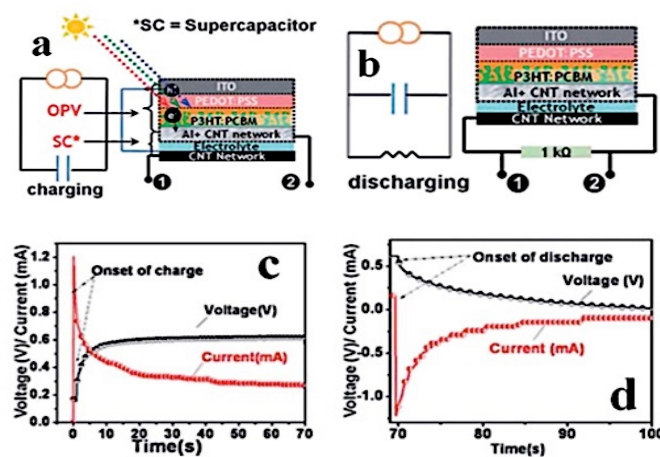 a
*SC = Supercapacitor
ITO
PEDOT:PSS
P3HT:PCBM
Al+ CNT network
Electrolyte
CNT Network
OPV
SC*
charging
1
2
b
ITO
PEDOT PSS
P3HT:PCBM
Al+ CNT network
Electrolyte
CNT Network
1 kΩ
discharging
1
2
c
Voltage (V)/ Current (mA)
1.2
1.0
0.8
0.6
0.4
0.2
0.0
Onset of charge
Voltage(V)
Current(mA)
0 10 20 30 40 50 60 70
Time(s)
d
Voltage (V)/ Current (mA)
0.5
0.0
-0.5
-1.0
Onset of discharge
Voltage (V)
Current (mA)
70 80 90 100
Time(s)